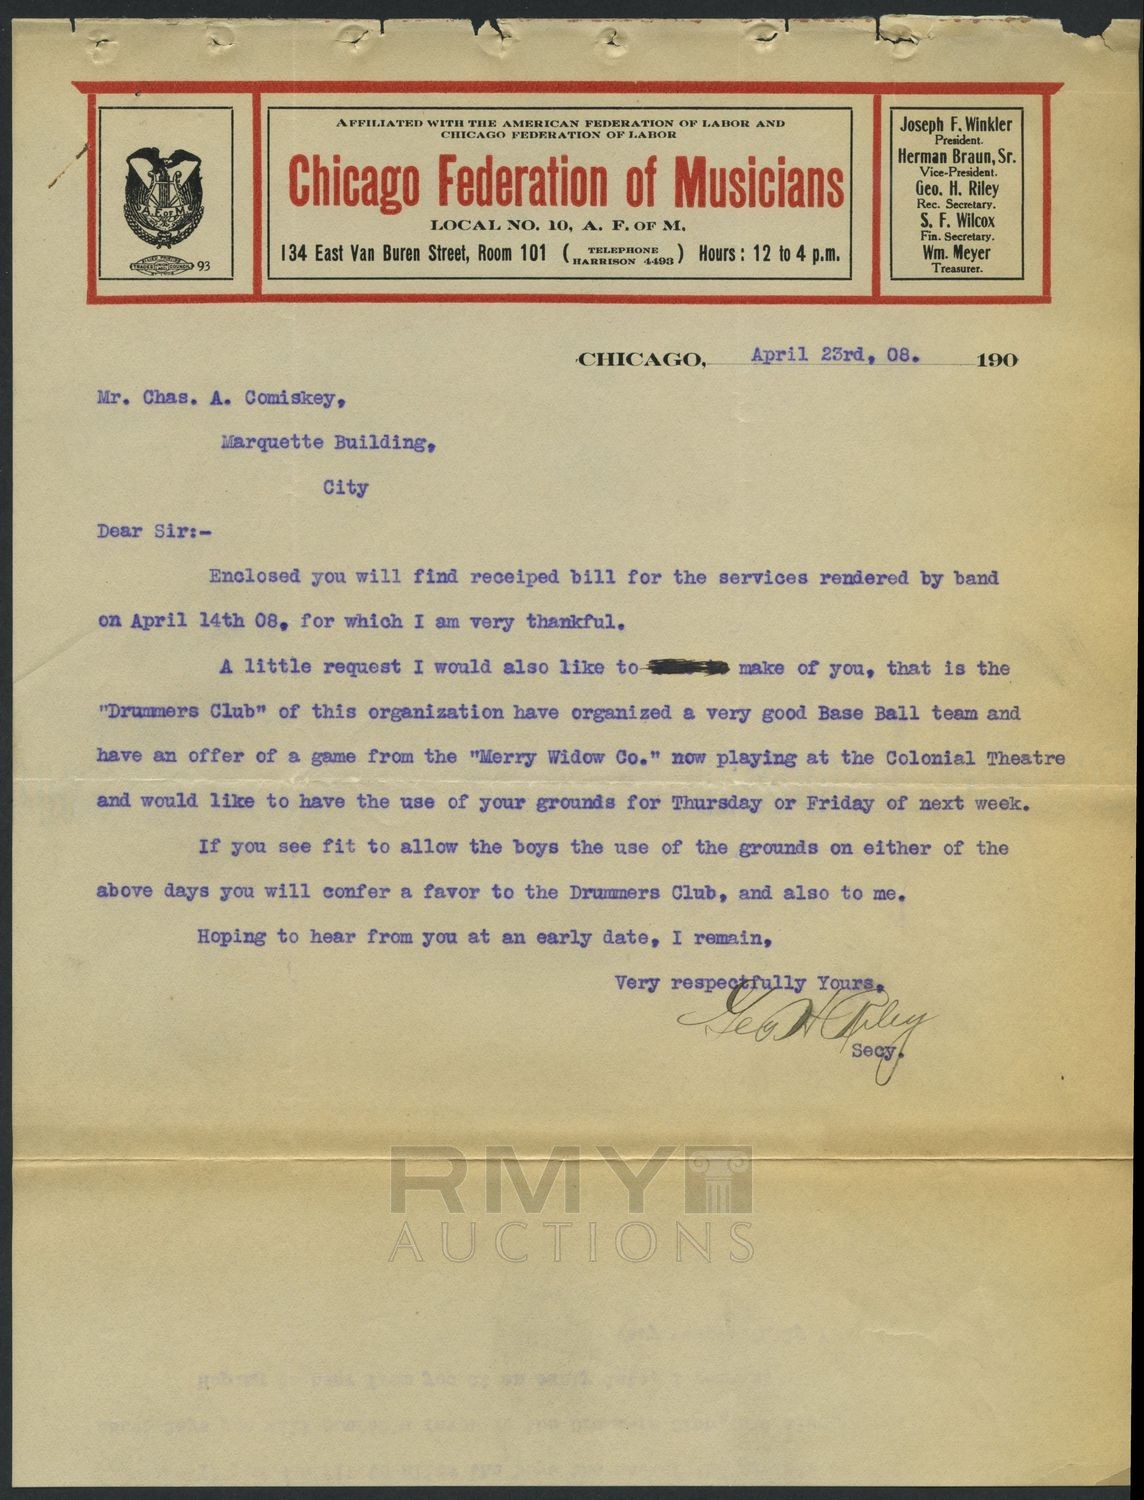 AFFILIATED WITH THE AMERICAN FEDERATION OF LABOR AND
CHICAGO FEDERATION OF LABOR
Chicago Federation of Musicians
LOCAL NO. 10, A. F. OF M.
134 East Van Buren Street, Room 101 (TELEPHONE HARRISON 4493) Hours: 12 to 4 p.m.
A. F. OF M.
93
Joseph F. Winkler
President.
Herman Braun, Sr.
Vice-President.
Geo. H. Riley
Rec. Secretary.
S. F. Wilcox
Fin. Secretary.
Wm. Meyer
Treasurer.
CHICAGO, April 23rd, 08. 190
Mr. Chas. A. Comiskey,
Marquette Building,
City
Dear Sir:-
Enclosed you will find receiped bill for the services rendered by band
on April 14th 08, for which I am very thankful.
A little request I would also like to make of you, that is the
"Drummers Club" of this organization have organized a very good Base Ball team and
have an offer of a game from the "Merry Widow Co." now playing at the Colonial Theatre
and would like to have the use of your grounds for Thursday or Friday of next week.
If you see fit to allow the boys the use of the grounds on either of the
above days you will confer a favor to the Drummers Club, and also to me.
Hoping to hear from you at an early date, I remain,
Very respectfully Yours,
Geo H Riley
Secy.
RMY
AUCTIONS